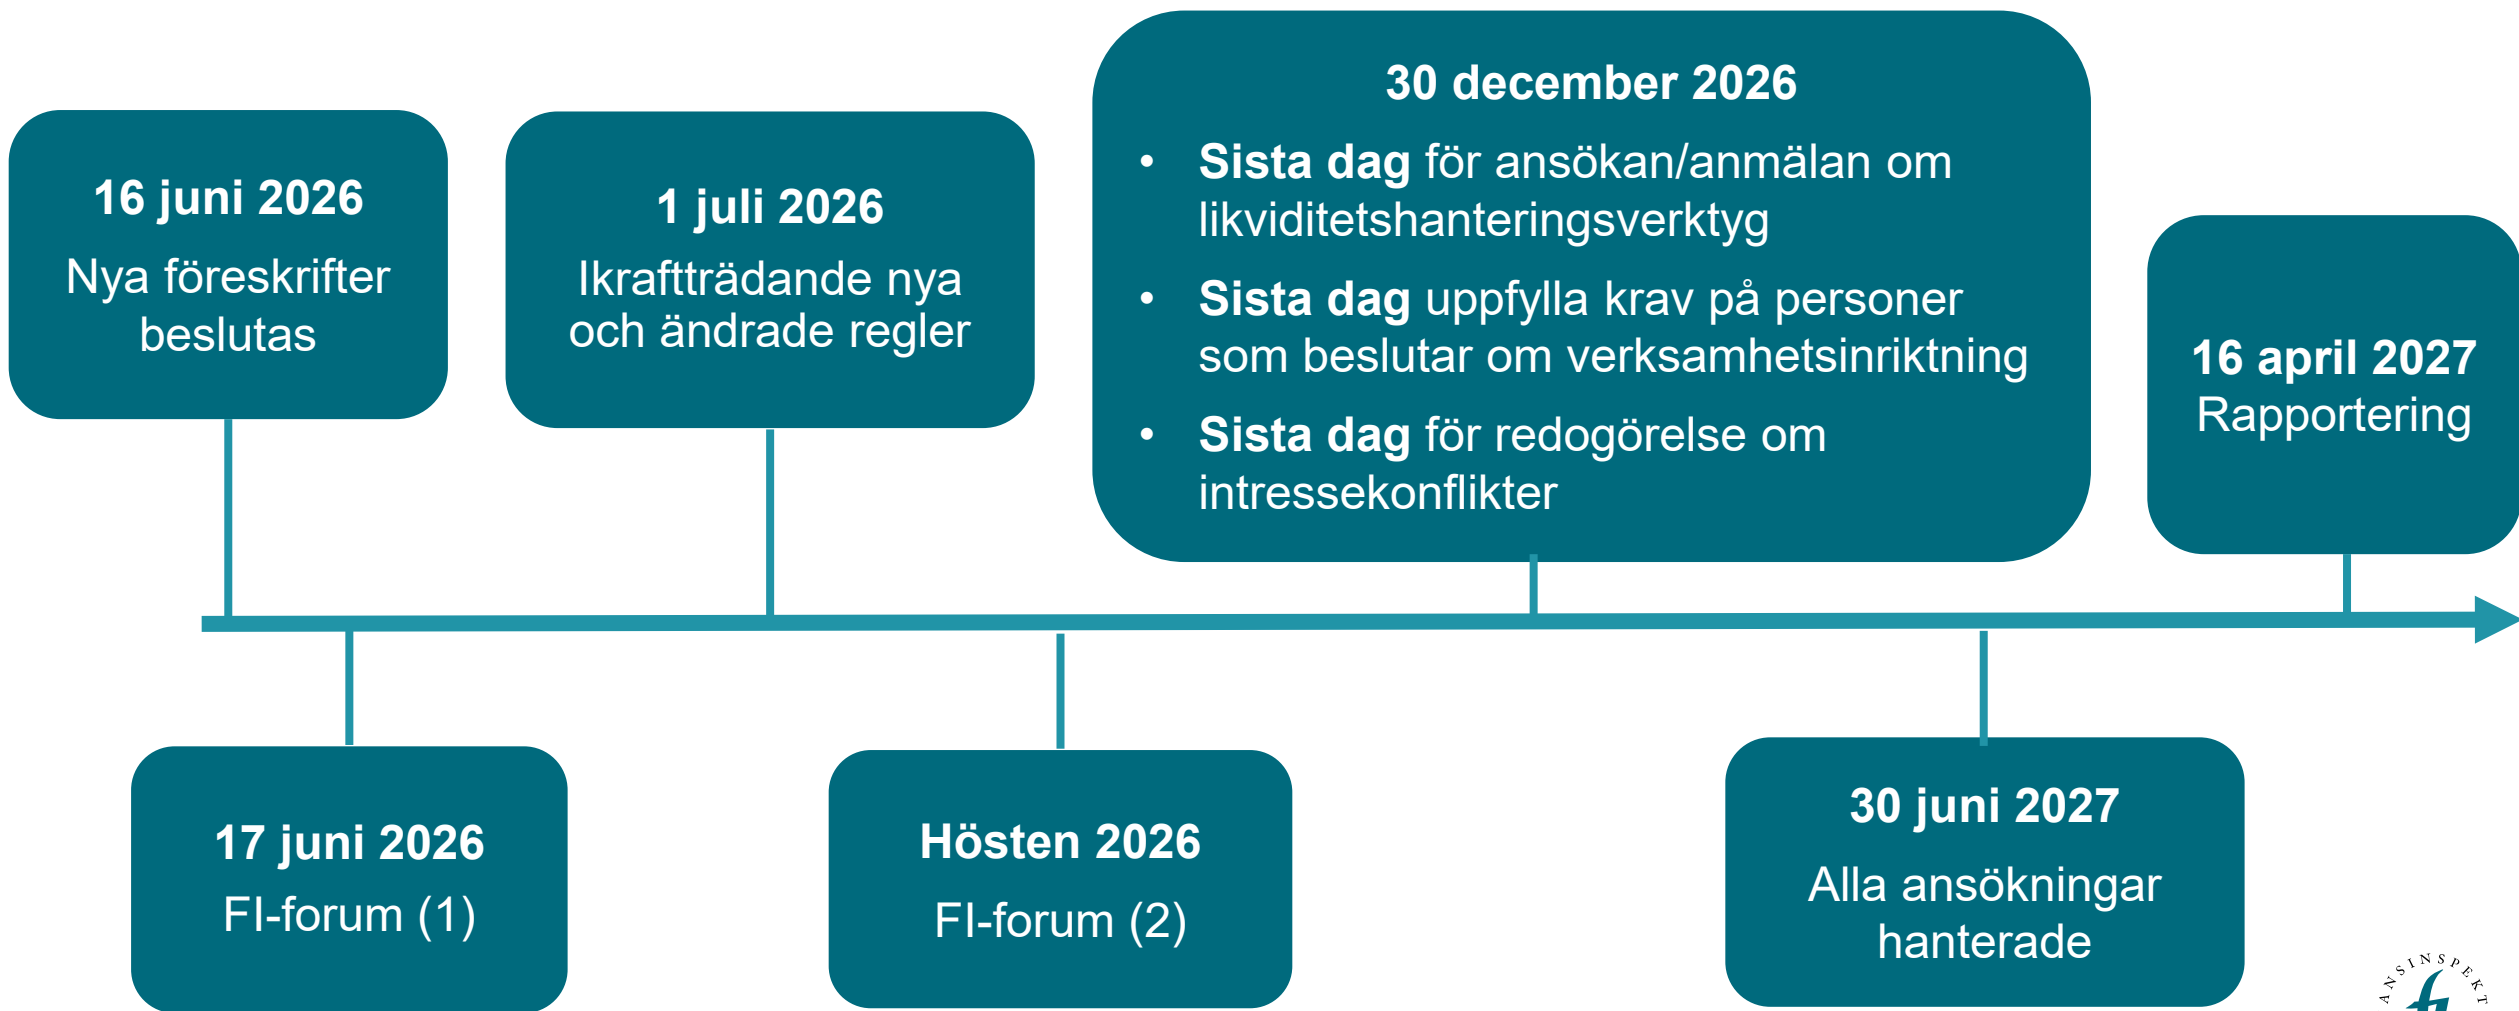 16 juni 2026
Nya föreskrifter
beslutas
1 juli 2026
Ikraftträdande nya
och ändrade regler
30 december 2026
• Sista dag för ansökan/anmälan om
likviditetshanteringsverktyg
• Sista dag uppfylla krav på personer
som beslutar om verksamhetsinriktning
• Sista dag för redogörelse om
intressekonflikter
16 april 2027
Rapportering
17 juni 2026
FI-forum (1)
Hösten 2026
FI-forum (2)
30 juni 2027
Alla ansökningar
hanterade
ANSINSPEKT